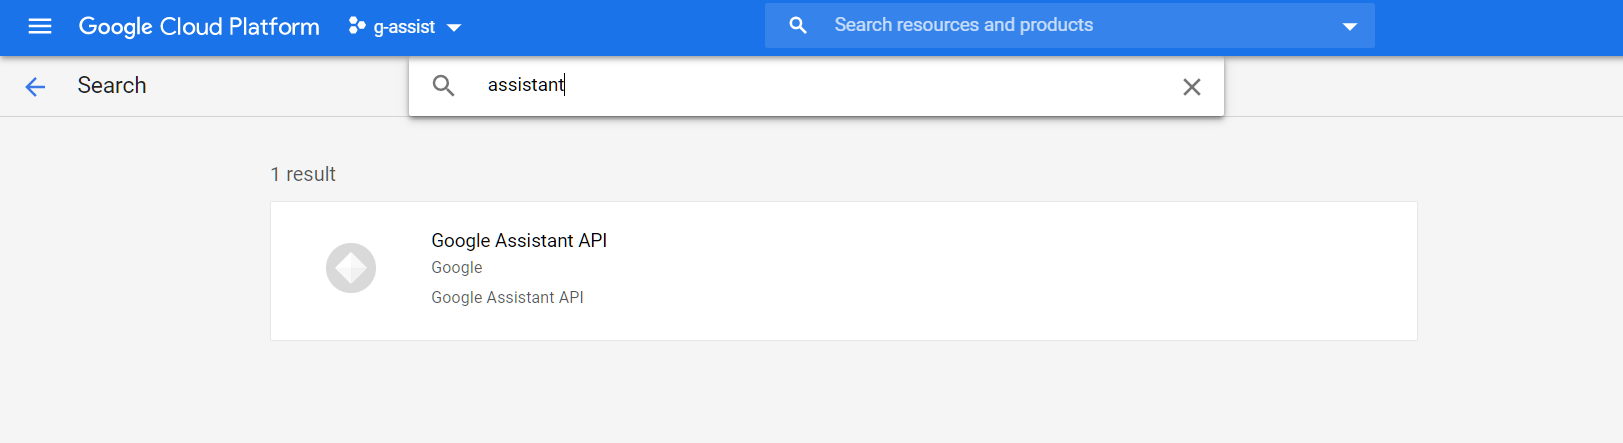 Google Cloud Platform g-assist Search resources and products
Search assistant
1 result
Google Assistant API
Google
Google Assistant API